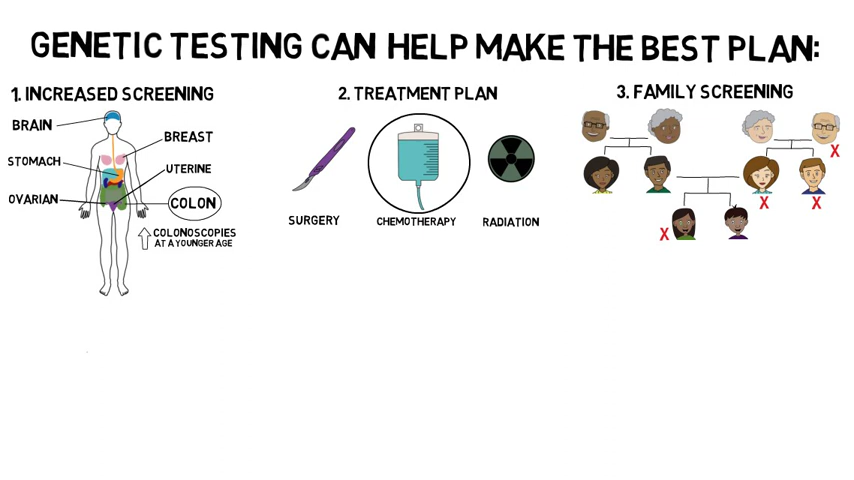 GENETIC TESTING CAN HELP MAKE THE BEST PLAN:
1. INCREASED SCREENING
BRAIN
BREAST
STOMACH
UTERINE
OVARIAN
COLON
COLONOSCOPIES
AT A YOUNGER AGE
2. TREATMENT PLAN
SURGERY
CHEMOTHERAPY
RADIATION
3. FAMILY SCREENING
X
X
X
X